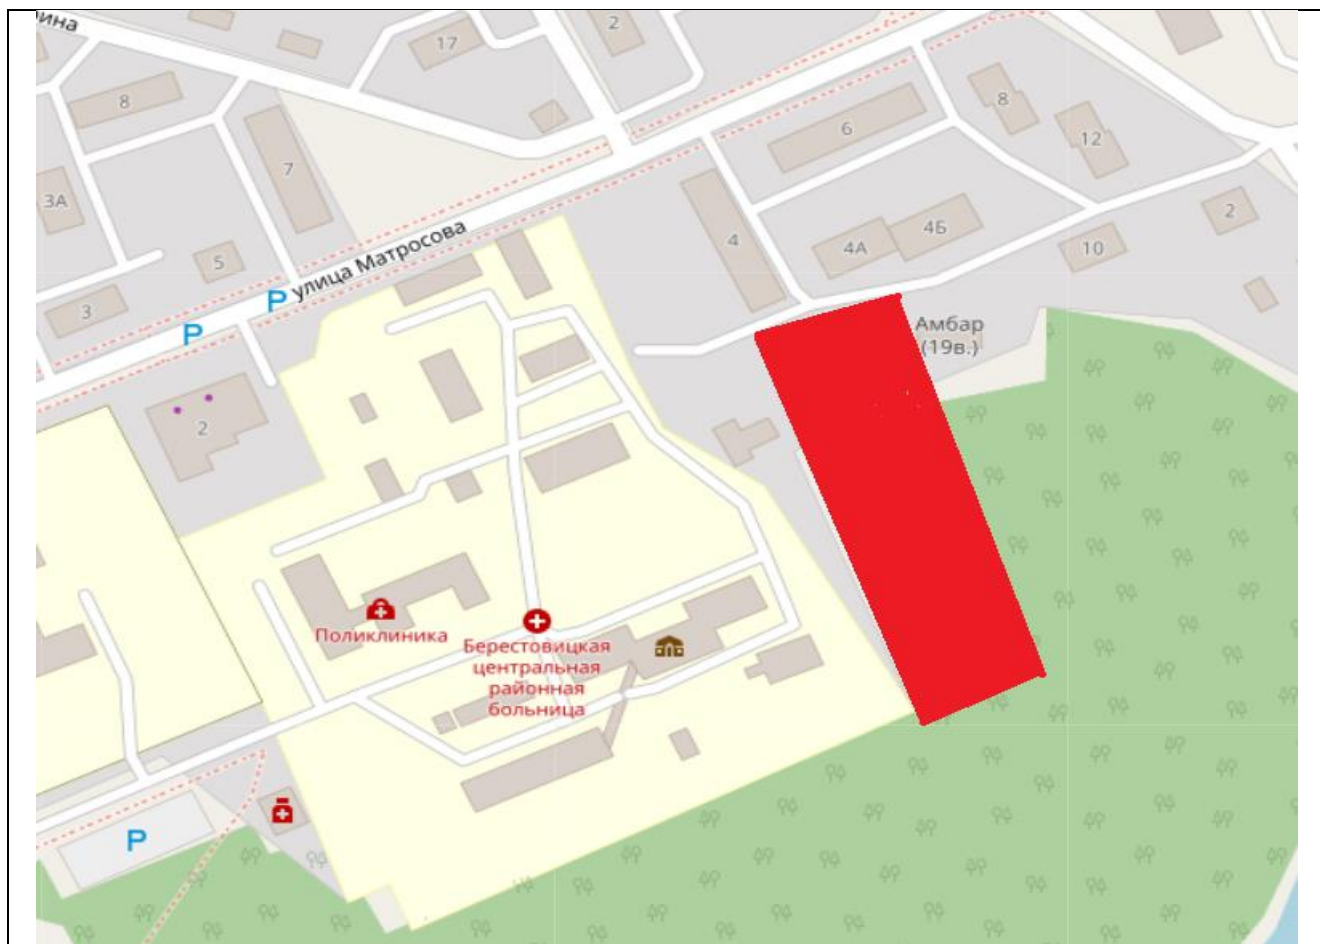 ина
17
2
8
8
6
12
7
3А
4
2
4Б
улица Матросова
4А
10
5
P
3
P
Амбар
(19в.)
2
Поликлиника
Берестовицкая
центральная
районная
больница
P